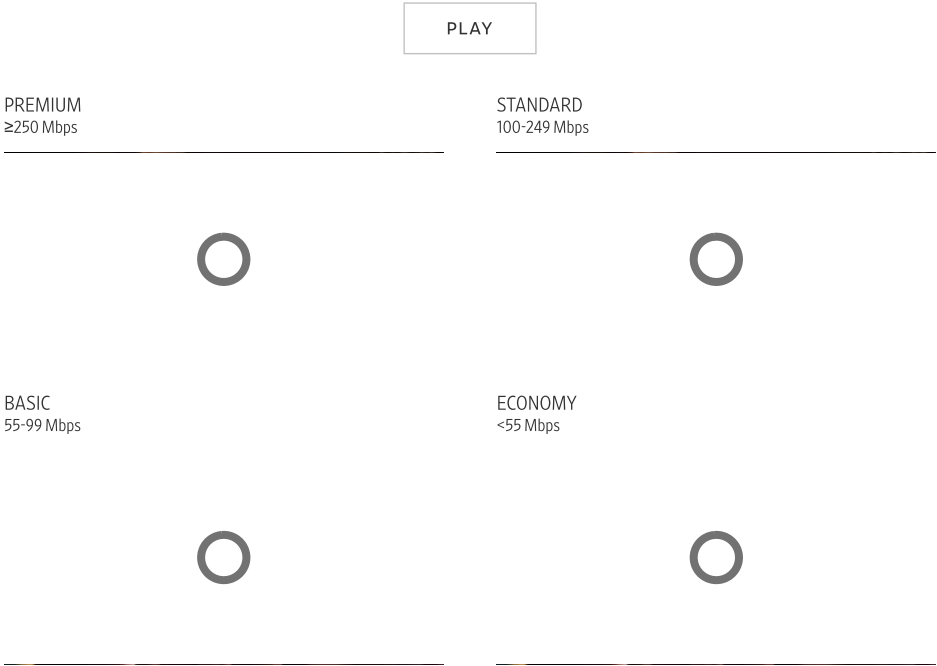 PLAY
PREMIUM
≥250 Mbps
STANDARD
100-249 Mbps
BASIC
55-99 Mbps
ECONOMY
<55 Mbps